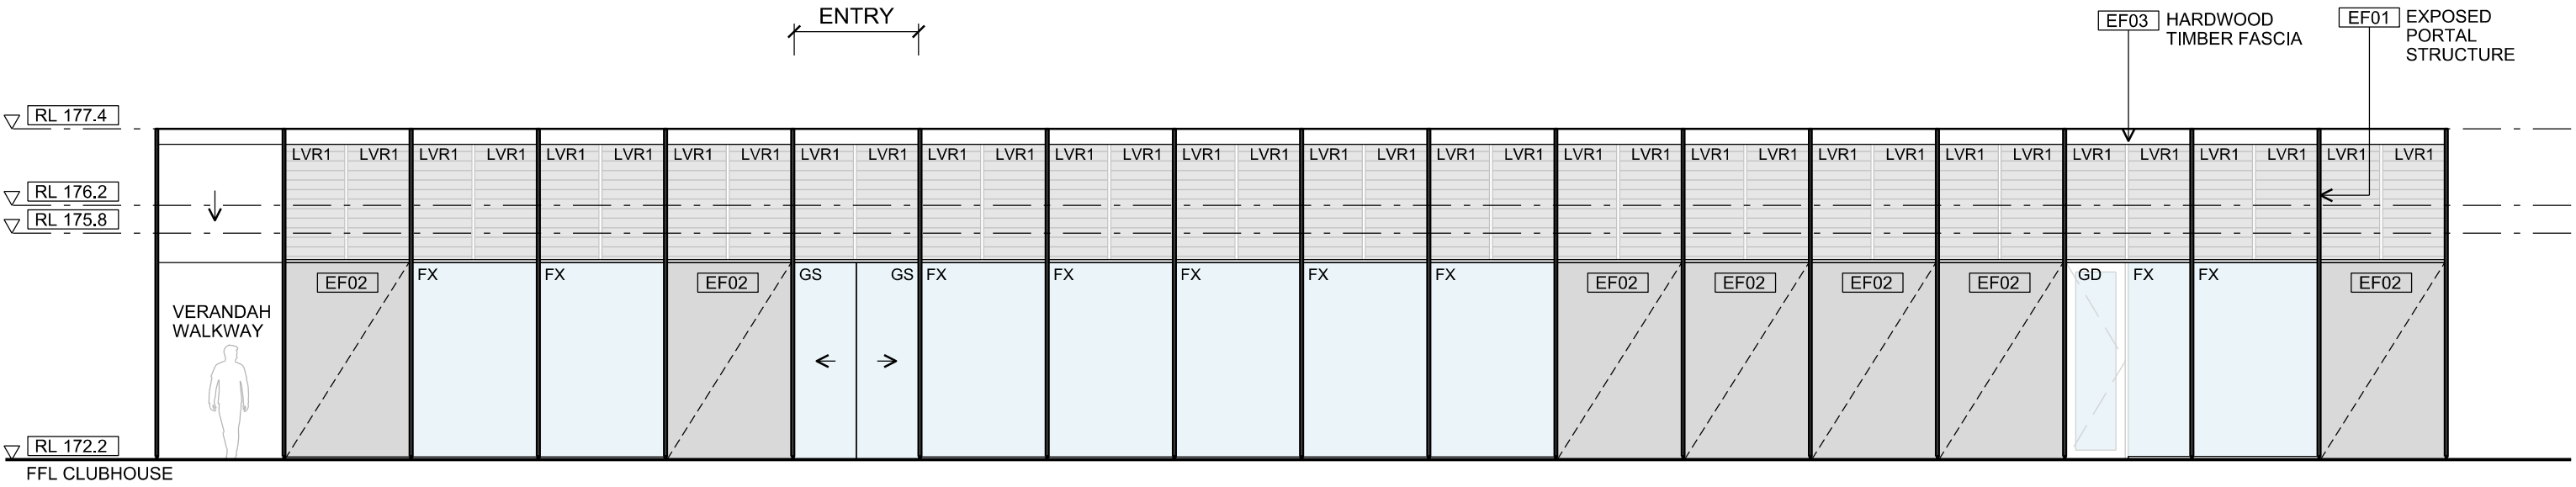 ENTRY
EF03 HARDWOOD
TIMBER FASCIA
EF01 EXPOSED
PORTAL
STRUCTURE
RL 177.4
LVR1 LVR1 LVR1 LVR1 LVR1 LVR1 LVR1 LVR1 LVR1 LVR1 LVR1 LVR1 LVR1 LVR1 LVR1 LVR1 LVR1 LVR1 LVR1 LVR1 LVR1 LVR1 LVR1 LVR1 LVR1 LVR1 LVR1 LVR1 LVR1 LVR1 LVR1 LVR1 LVR1 LVR1
RL 176.2
RL 175.8
EF02 FX FX EF02 GS GS FX FX FX FX FX EF02 EF02 EF02 EF02 GD FX FX EF02
VERANDAH
WALKWAY
RL 172.2
FFL CLUBHOUSE